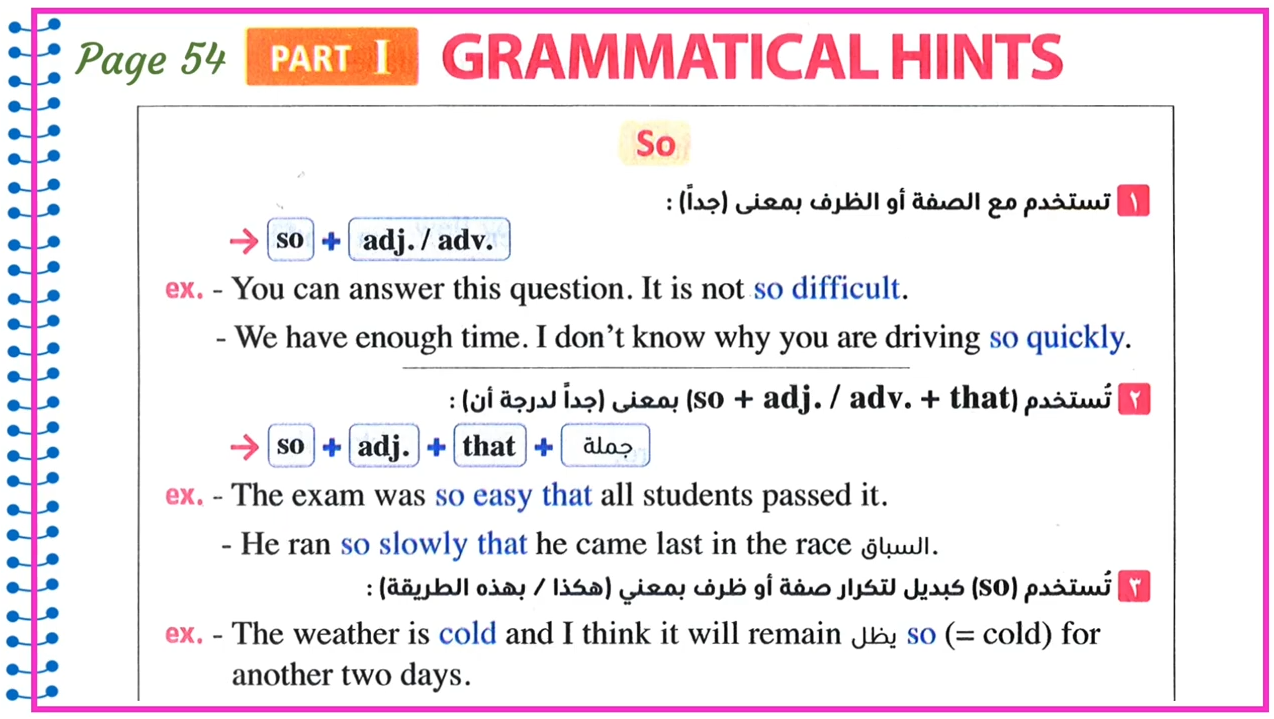 Page 54 PART I GRAMMATICAL HINTS
So
١ تستخدم مع الصفة أو الظرف بمعنى (جداً) :
→ so + adj. / adv.
ex. - You can answer this question. It is not so difficult.
- We have enough time. I don't know why you are driving so quickly.
٢ تُستخدم (so + adj. / adv. + that) بمعنى (جداً لدرجة أن) :
→ so + adj. + that + جملة
ex. - The exam was so easy that all students passed it.
- He ran so slowly that he came last in the race السباق.
٣ تُستخدم (so) كبديل لتكرار صفة أو ظرف بمعني (هكذا / بهذه الطريقة) :
ex. - The weather is cold and I think it will remain يظل so (= cold) for
another two days.